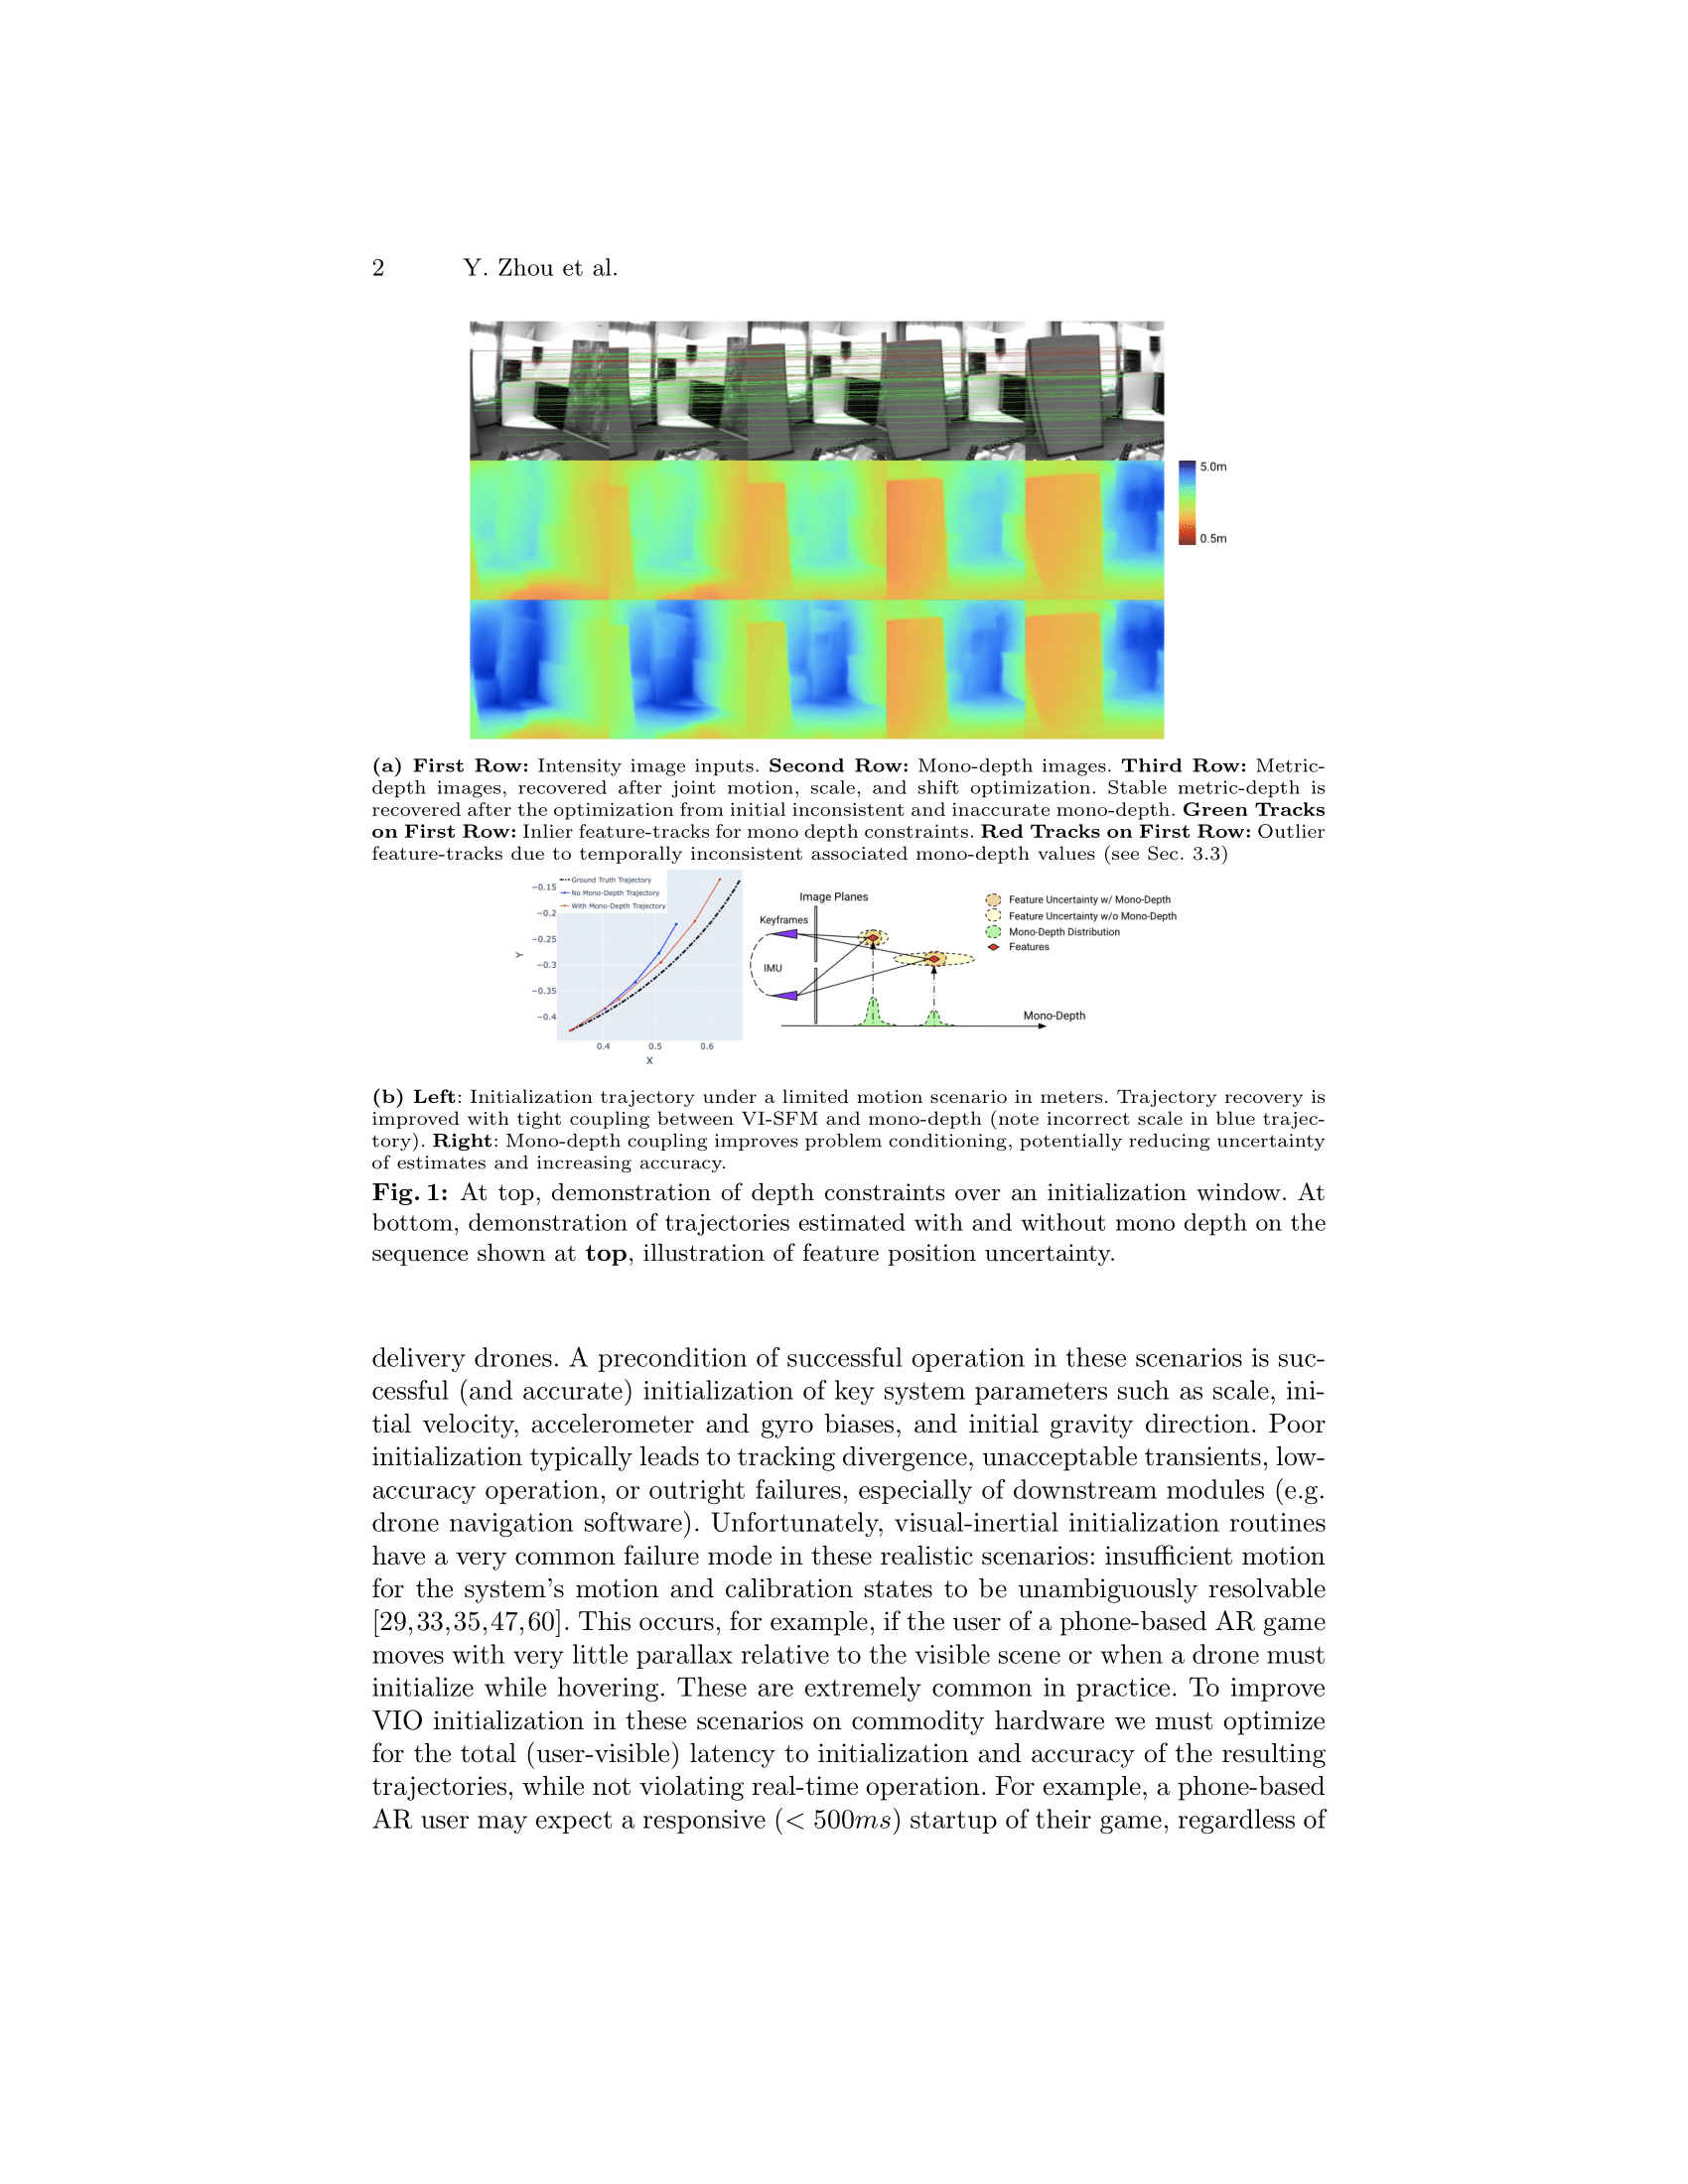 2 Y. Zhou et al.
5.0m
0.5m
(a) First Row: Intensity image inputs. Second Row: Mono-depth images. Third Row: Metric-
depth images, recovered after joint motion, scale, and shift optimization. Stable metric-depth is
recovered after the optimization from initial inconsistent and inaccurate mono-depth. Green Tracks
on First Row: Inlier feature-tracks for mono depth constraints. Red Tracks on First Row: Outlier
feature-tracks due to temporally inconsistent associated mono-depth values (see Sec. 3.3)
Ground Truth Trajectory
No Mono-Depth Trajectory
With Mono-Depth Trajectory
−0.15
−0.2
−0.25
−0.3
−0.35
−0.4
Y
0.4 0.5 0.6
X
Image Planes
Keyframes
IMU
Feature Uncertainty w/ Mono-Depth
Feature Uncertainty w/o Mono-Depth
Mono-Depth Distribution
Features
Mono-Depth
(b) Left: Initialization trajectory under a limited motion scenario in meters. Trajectory recovery is
improved with tight coupling between VI-SFM and mono-depth (note incorrect scale in blue trajec-
tory). Right: Mono-depth coupling improves problem conditioning, potentially reducing uncertainty
of estimates and increasing accuracy.
Fig. 1: At top, demonstration of depth constraints over an initialization window. At
bottom, demonstration of trajectories estimated with and without mono depth on the
sequence shown at top, illustration of feature position uncertainty.
delivery drones. A precondition of successful operation in these scenarios is suc-
cessful (and accurate) initialization of key system parameters such as scale, ini-
tial velocity, accelerometer and gyro biases, and initial gravity direction. Poor
initialization typically leads to tracking divergence, unacceptable transients, low-
accuracy operation, or outright failures, especially of downstream modules (e.g.
drone navigation software). Unfortunately, visual-inertial initialization routines
have a very common failure mode in these realistic scenarios: insufficient motion
for the system's motion and calibration states to be unambiguously resolvable
[29,33,35,47,60]. This occurs, for example, if the user of a phone-based AR game
moves with very little parallax relative to the visible scene or when a drone must
initialize while hovering. These are extremely common in practice. To improve
VIO initialization in these scenarios on commodity hardware we must optimize
for the total (user-visible) latency to initialization and accuracy of the resulting
trajectories, while not violating real-time operation. For example, a phone-based
AR user may expect a responsive (< 500ms) startup of their game, regardless of